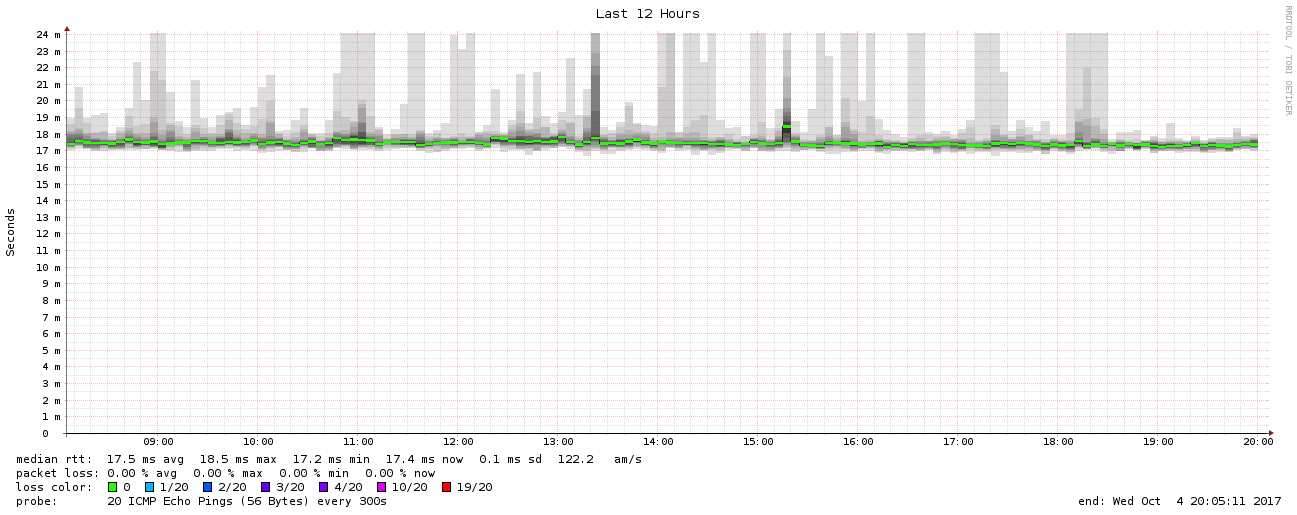 Last 12 Hours
RRDTOOL / TOBI OETIKER
Seconds
24 m
23 m
22 m
21 m
20 m
19 m
18 m
17 m
16 m
15 m
14 m
13 m
12 m
11 m
10 m
9 m
8 m
7 m
6 m
5 m
4 m
3 m
2 m
1 m
0
09:00 10:00 11:00 12:00 13:00 14:00 15:00 16:00 17:00 18:00 19:00 20:00
median rtt: 17.5 ms avg 18.5 ms max 17.2 ms min 17.4 ms now 0.1 ms sd 122.2 am/s
packet loss: 0.00 % avg 0.00 % max 0.00 % min 0.00 % now
loss color: 0 1/20 2/20 3/20 4/20 10/20 19/20
probe: 20 ICMP Echo Pings (56 Bytes) every 300s end: Wed Oct 4 20:05:11 2017